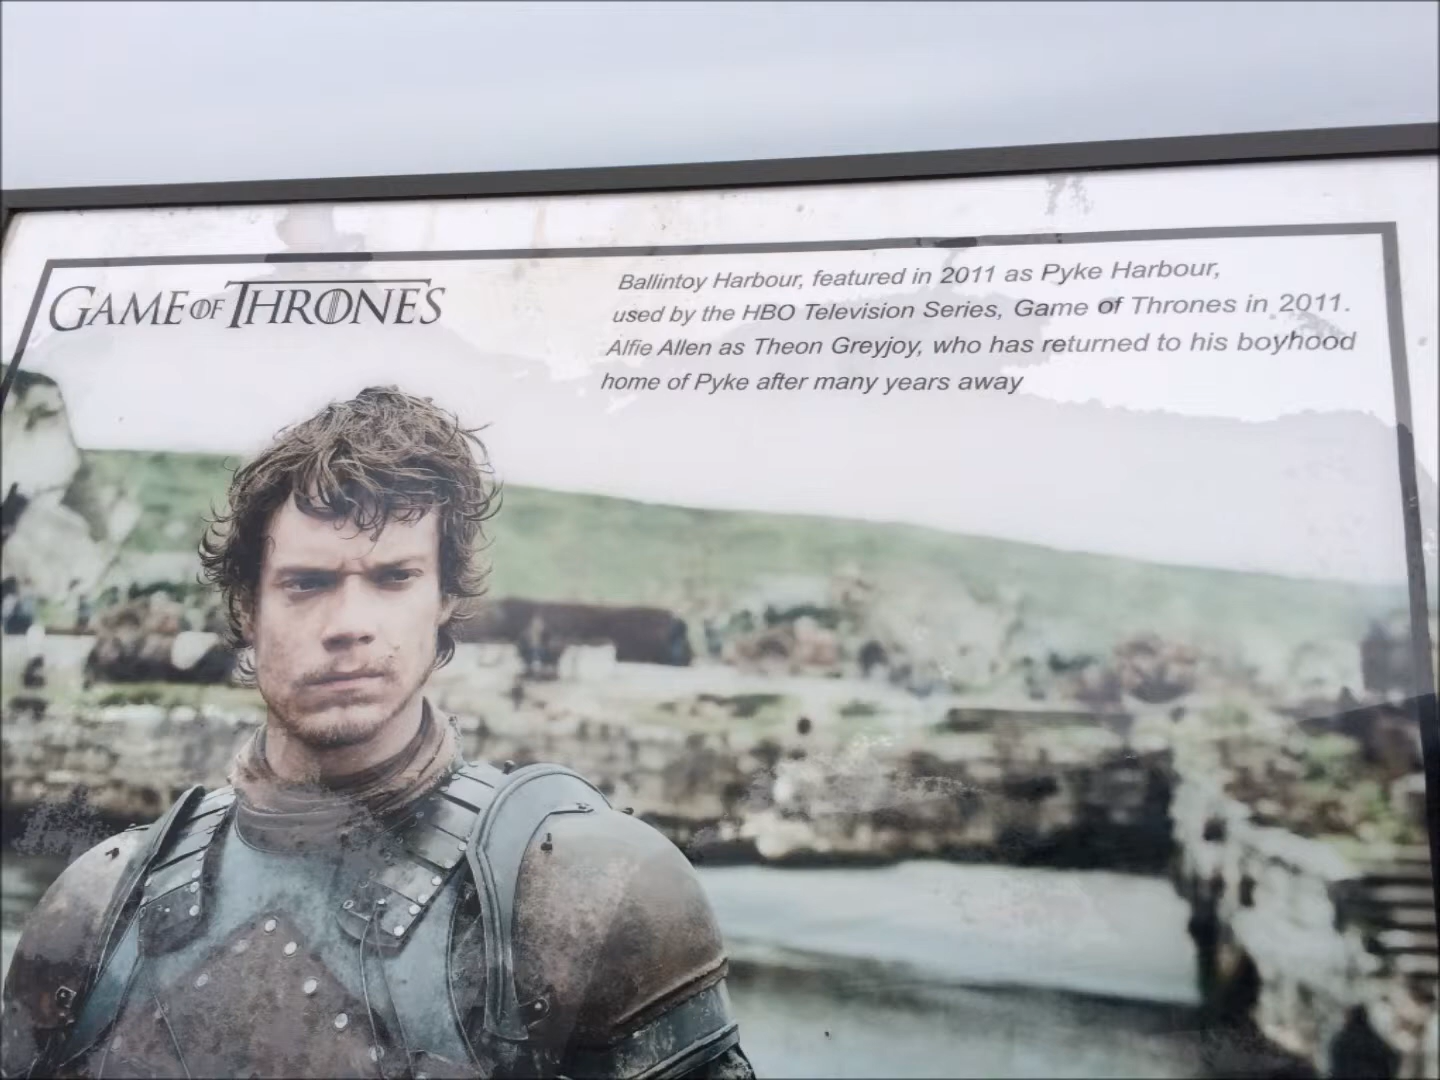 GAME OF THRONES
Ballintoy Harbour, featured in 2011 as Pyke Harbour,
used by the HBO Television Series, Game of Thrones in 2011.
Alfie Allen as Theon Greyjoy, who has returned to his boyhood
home of Pyke after many years away